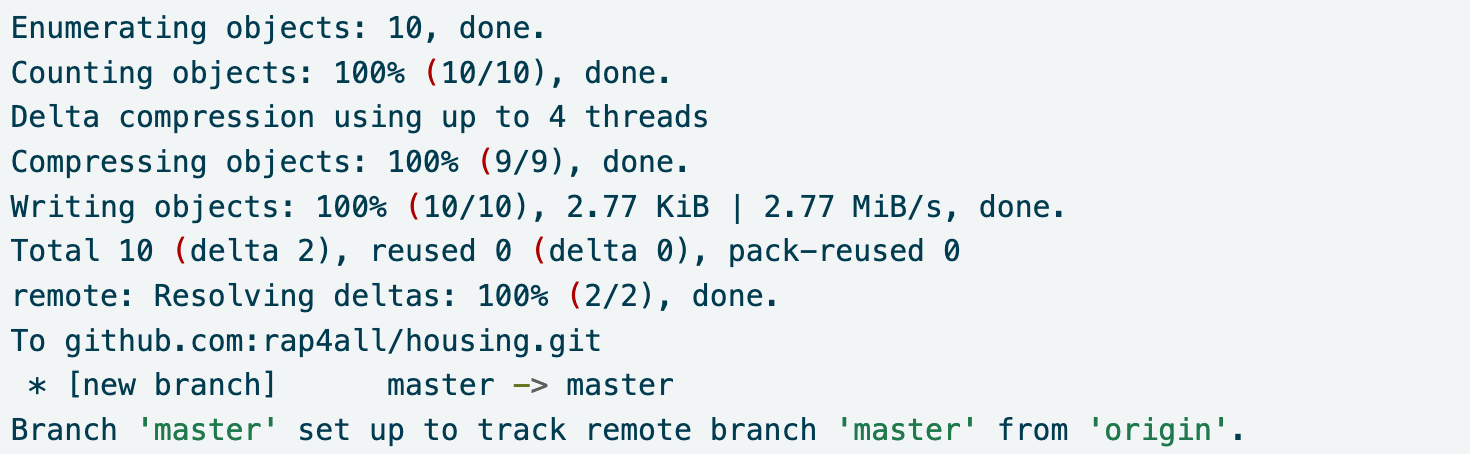 Enumerating objects: 10, done.
Counting objects: 100% (10/10), done.
Delta compression using up to 4 threads
Compressing objects: 100% (9/9), done.
Writing objects: 100% (10/10), 2.77 KiB | 2.77 MiB/s, done.
Total 10 (delta 2), reused 0 (delta 0), pack-reused 0
remote: Resolving deltas: 100% (2/2), done.
To github.com:rap4all/housing.git
 * [new branch]      master -> master
Branch 'master' set up to track remote branch 'master' from 'origin'.